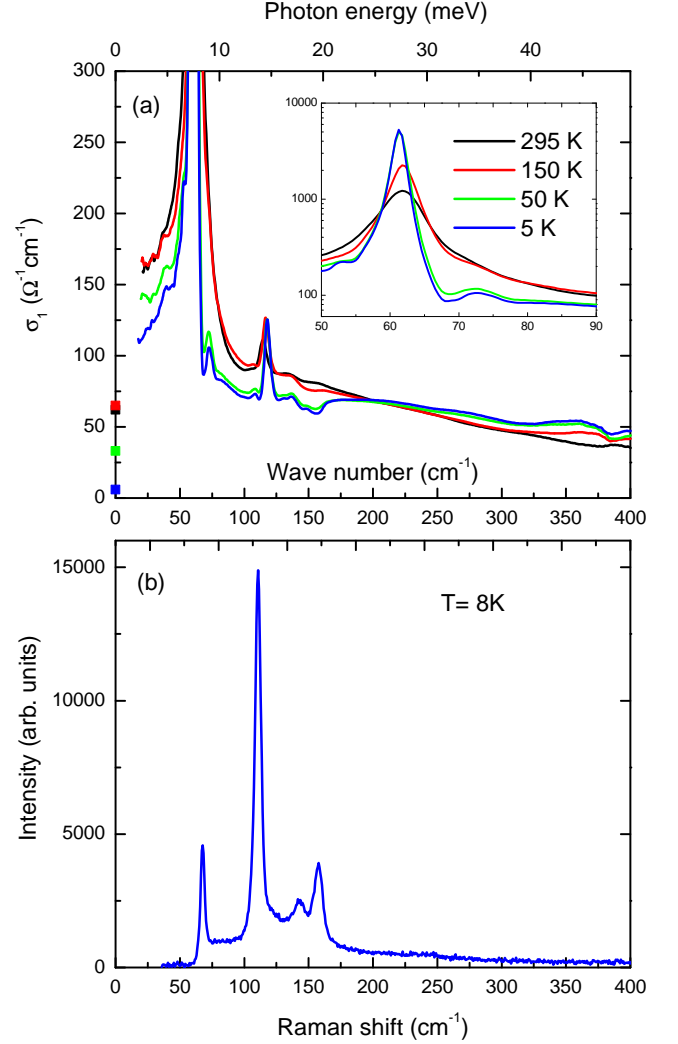 Photon energy (meV)
0 10 20 30 40
300
250
200
150
100
50
0
σ₁ (Ω⁻¹cm⁻¹)
(a)
10000
1000
100
50 60 70 80 90
295 K
150 K
50 K
5 K
Wave number (cm⁻¹)
0 50 100 150 200 250 300 350 400
15000
10000
5000
0
Intensity (arb. units)
(b)
T= 8K
0 50 100 150 200 250 300 350 400
Raman shift (cm⁻¹)